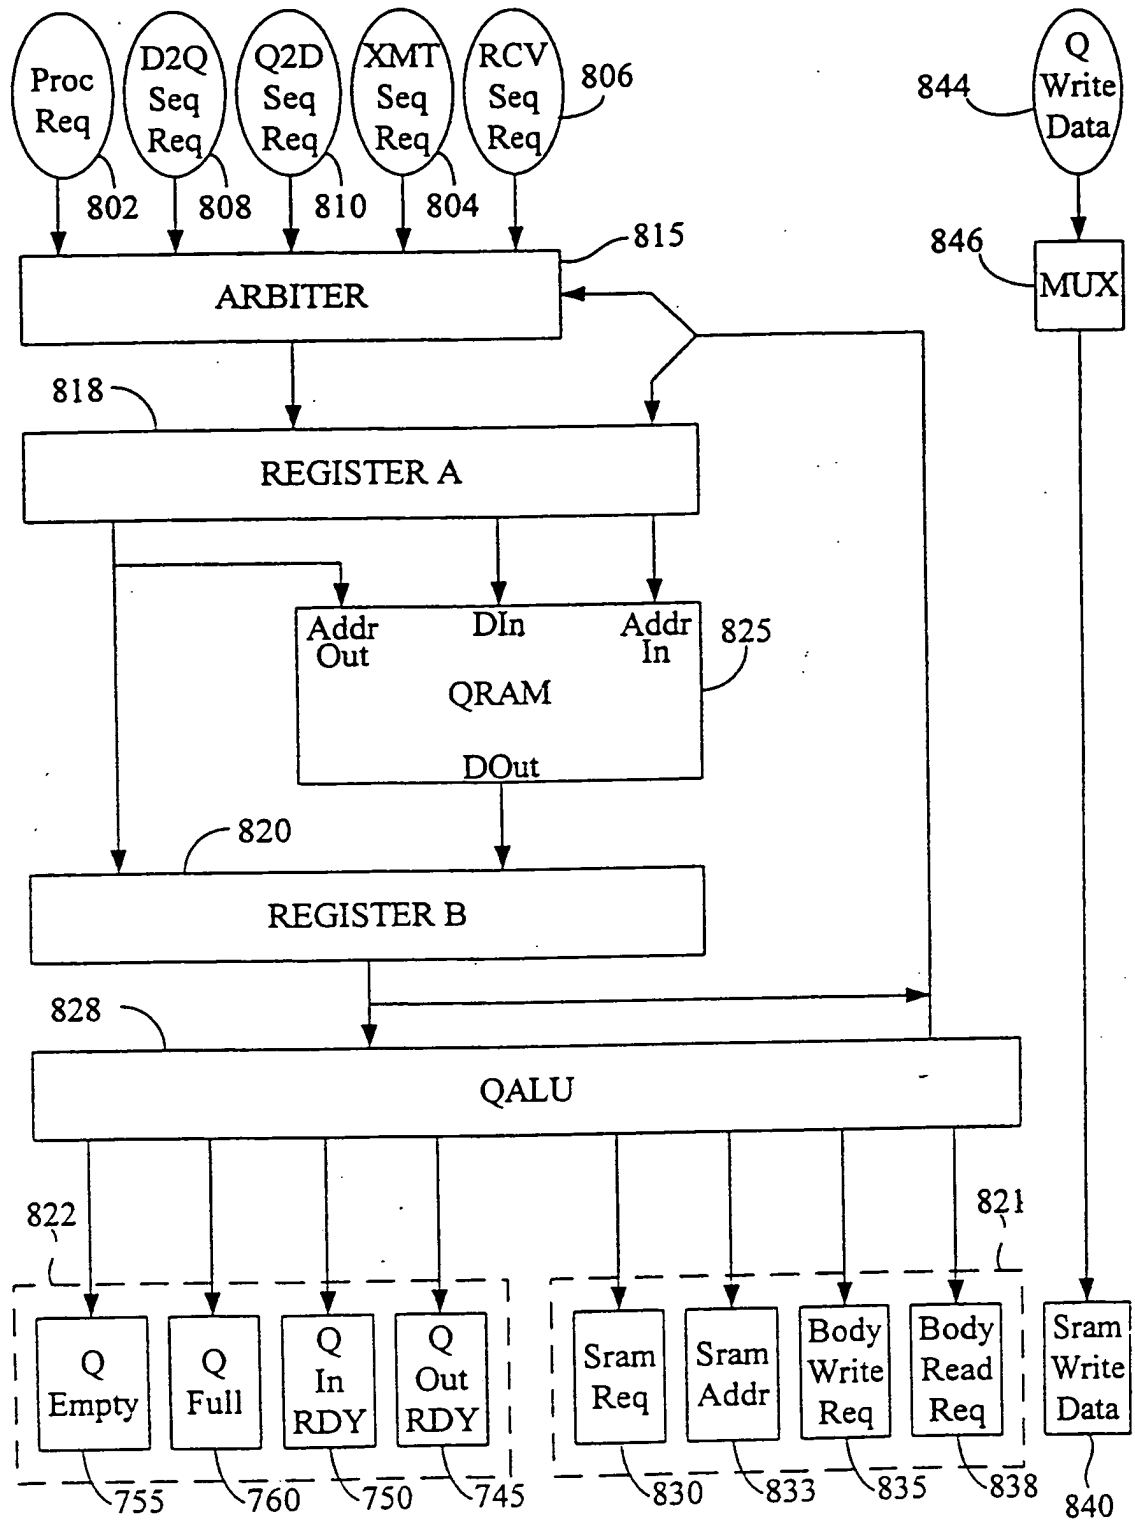 Proc
Req
D2Q
Seq
Req
Q2D
Seq
Req
XMT
Seq
Req
RCV
Seq
Req
806
844
Q
Write
Data
802
808
810
804
815
846
MUX
ARBITER
818
REGISTER A
Addr
Out
DIn
Addr
In
825
QRAM
DOut
820
REGISTER B
828
QALU
822
821
Q
Empty
Q
Full
Q
In
RDY
Q
Out
RDY
Sram
Req
Sram
Addr
Body
Write
Req
Body
Read
Req
Sram
Write
Data
755
760
750
745
830
833
835
838
840